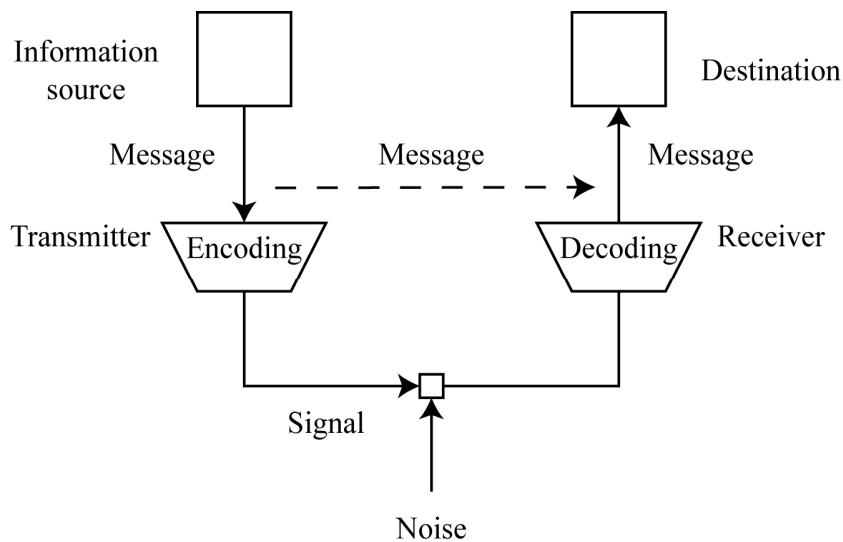 Information
source
Destination
Message
Message
Message
Transmitter
Encoding
Decoding
Receiver
Signal
Noise